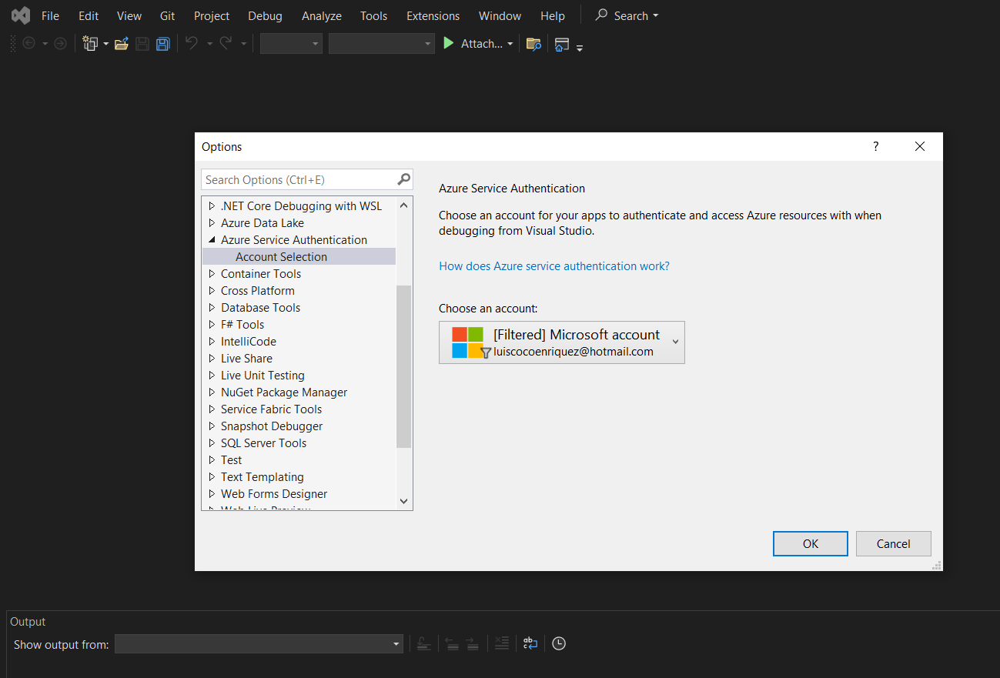 File Edit View Git Project Debug Analyze Tools Extensions Window Help Search
Attach...
Options
?
Search Options (Ctrl+E)
.NET Core Debugging with WSL
Azure Data Lake
Azure Service Authentication
Account Selection
Container Tools
Cross Platform
Database Tools
F# Tools
IntelliCode
Live Share
Live Unit Testing
NuGet Package Manager
Service Fabric Tools
Snapshot Debugger
SQL Server Tools
Test
Text Templating
Web Forms Designer
Web Live Preview
Azure Service Authentication
Choose an account for your apps to authenticate and access Azure resources with when
debugging from Visual Studio.
How does Azure service authentication work?
Choose an account:
[Filtered] Microsoft account
luiscocoenriquez@hotmail.com
OK Cancel
Output
Show output from: